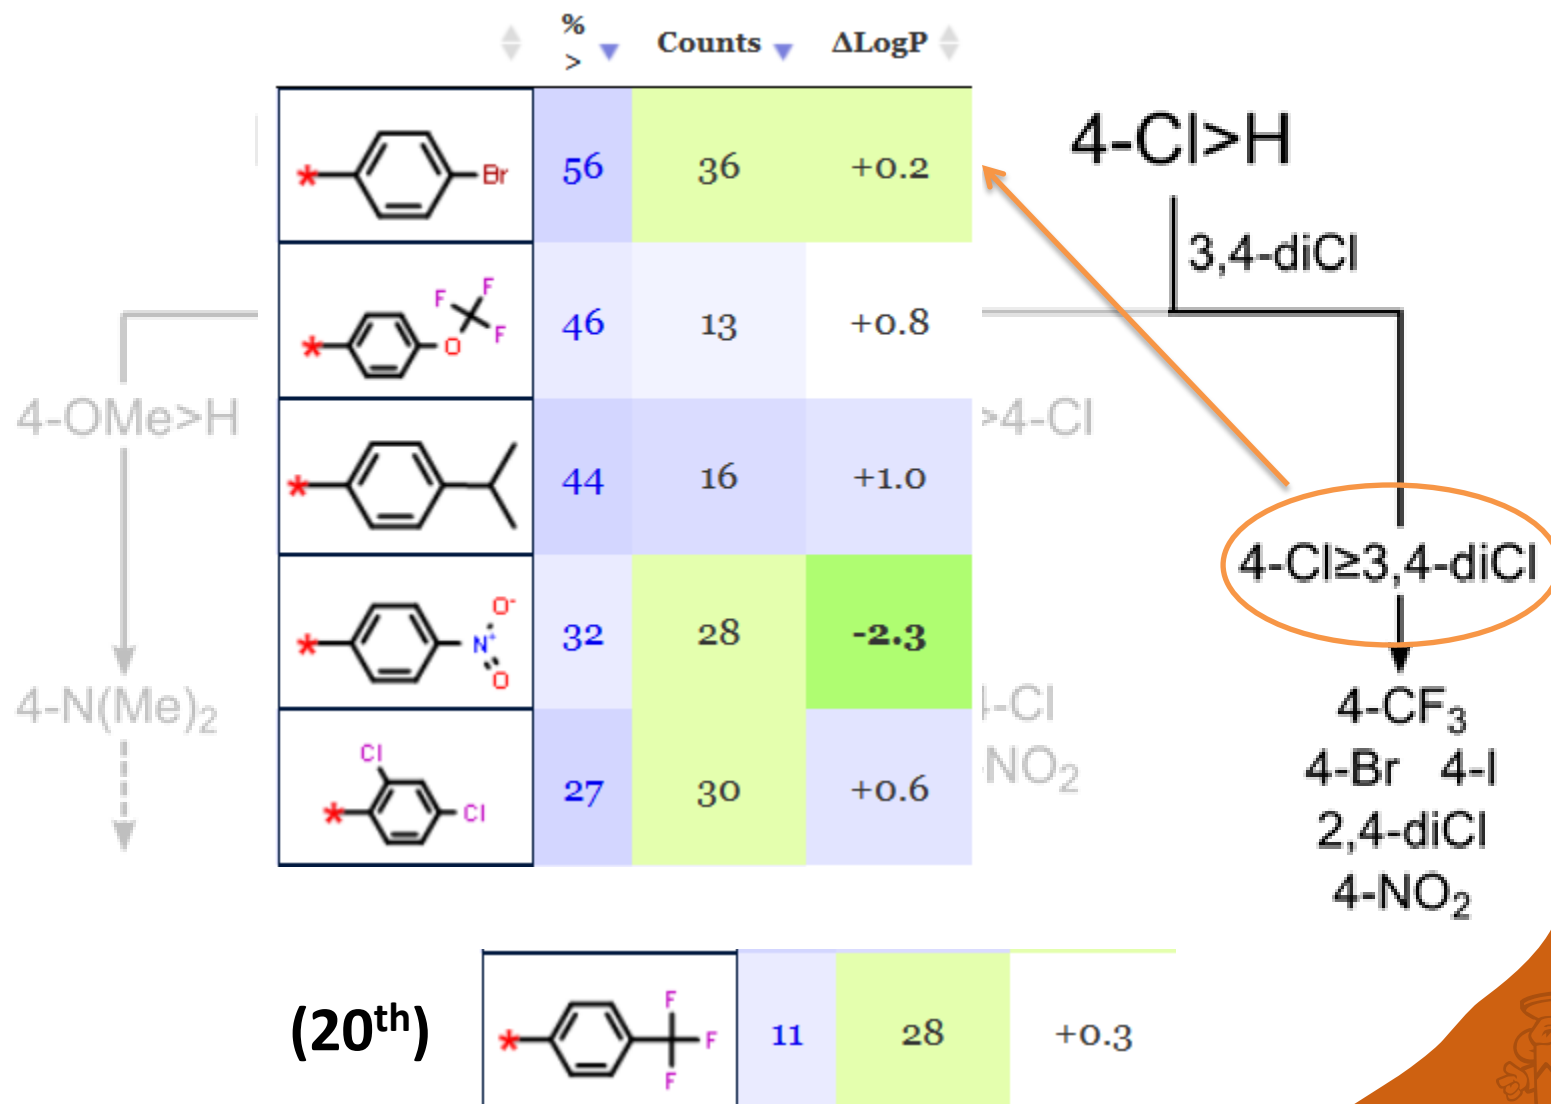 % > Counts ΔLogP
Br 56 36 +0.2
F F F O 46 13 +0.8
44 16 +1.0
O- N+ O 32 28 -2.3
Cl Cl 27 30 +0.6
(20th) F F F 11 28 +0.3
4-Cl>H
3,4-diCl
4-OMe>H
>4-Cl
4-Cl≥3,4-diCl
4-N(Me)2
4-Cl
NO2
4-CF3
4-Br 4-I
2,4-diCl
4-NO2